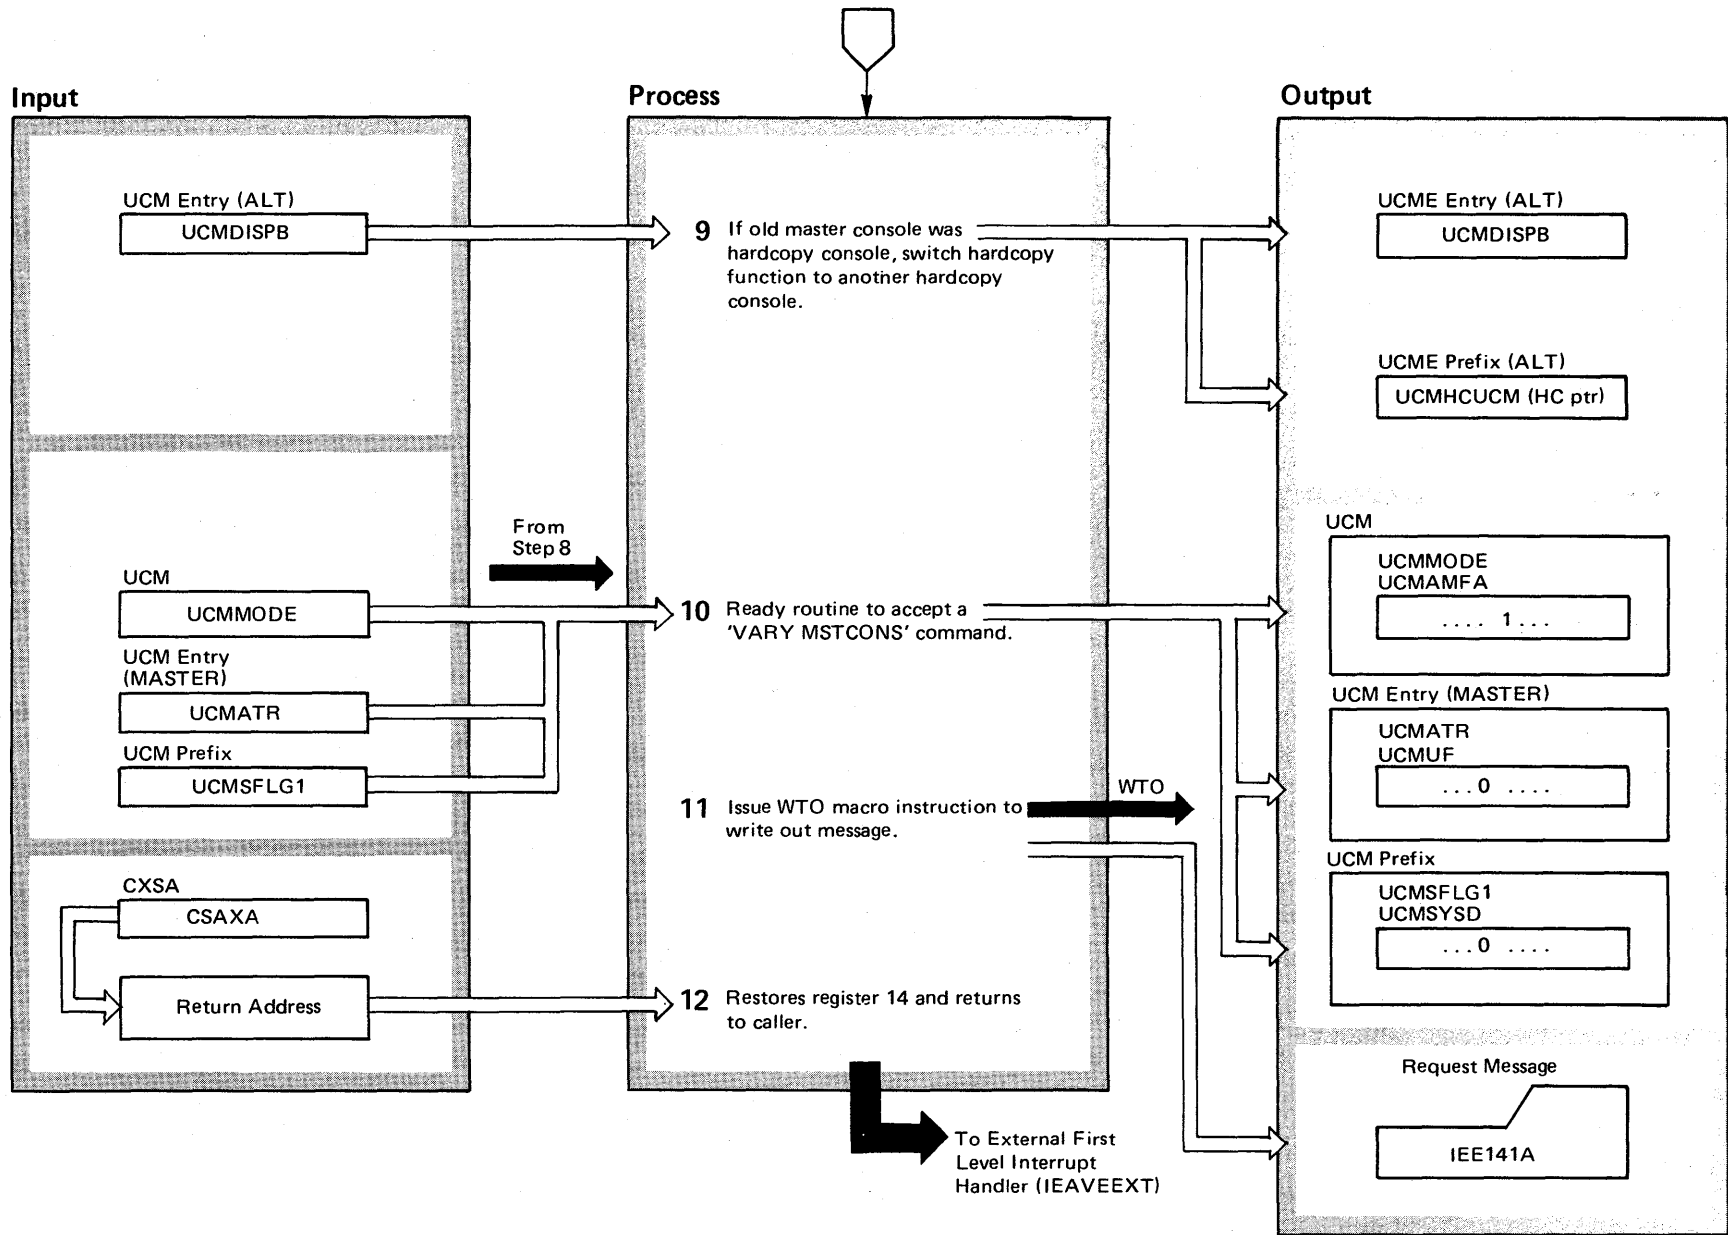 Input
Process
Output
UCM Entry (ALT)
UCMDISPB
9 If old master console was
hardcopy console, switch hardcopy
function to another hardcopy
console.
UCME Entry (ALT)
UCMDISPB
UCME Prefix (ALT)
UCMHCUCM (HC ptr)
From
Step 8
UCM
UCMMODE
UCM Entry
(MASTER)
UCMATR
UCM Prefix
UCMSFLG1
10 Ready routine to accept a
'VARY MSTCONS' command.
UCM
UCMMODE
UCMAMFA
.... 1...
UCM Entry (MASTER)
UCMATR
UCMUF
...0 ....
11 Issue WTO macro instruction to
write out message.
WTO
UCM Prefix
UCMSFLG1
UCMSYSD
...0 ....
CXSA
CSAXA
Return Address
12 Restores register 14 and returns
to caller.
To External First
Level Interrupt
Handler (IEAVEEXT)
Request Message
IEE141A